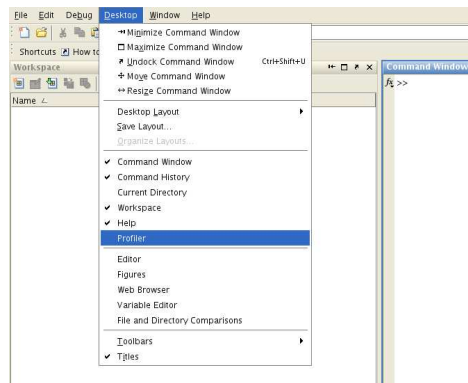 File Edit Debug Desktop Window Help
Minimize Command Window
Maximize Command Window
Undock Command Window Ctrl+Shift+U
Move Command Window
Resize Command Window
Desktop Layout
Save Layout...
Organize Layouts...
Command Window
Command History
Current Directory
Workspace
Help
Profiler
Editor
Figures
Web Browser
Variable Editor
File and Directory Comparisons
Toolbars
Titles
Shortcuts How to
Workspace
Name
Command Window
fx >>